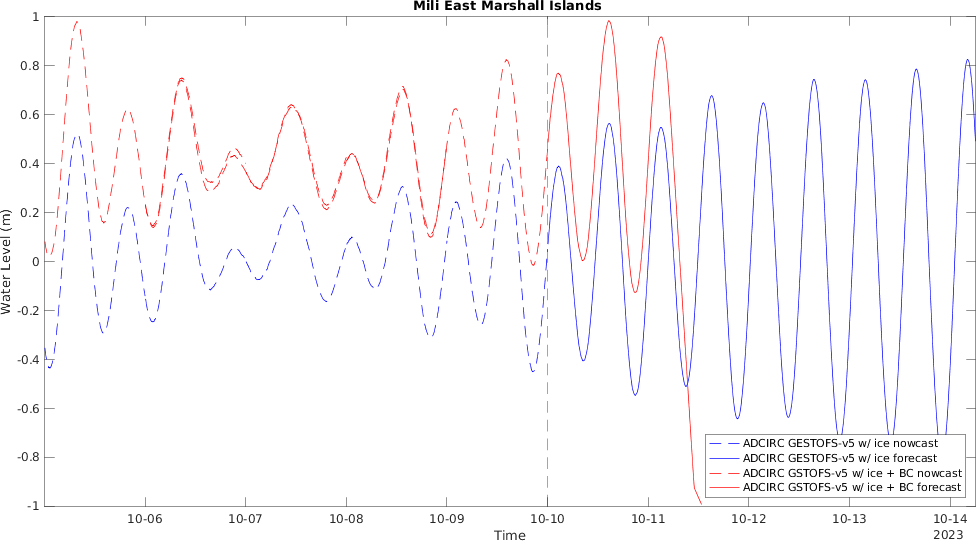 Mili East Marshall Islands
1
0.8
0.6
0.4
0.2
0
-0.2
-0.4
-0.6
-0.8
-1
Water Level (m)
ADCIRC GESTOFS-v5 w/ ice nowcast
ADCIRC GESTOFS-v5 w/ ice forecast
ADCIRC GSTOFS-v5 w/ ice + BC nowcast
ADCIRC GSTOFS-v5 w/ ice + BC forecast
10-06 10-07 10-08 10-09 10-10 10-11 10-12 10-13 10-14
Time
2023